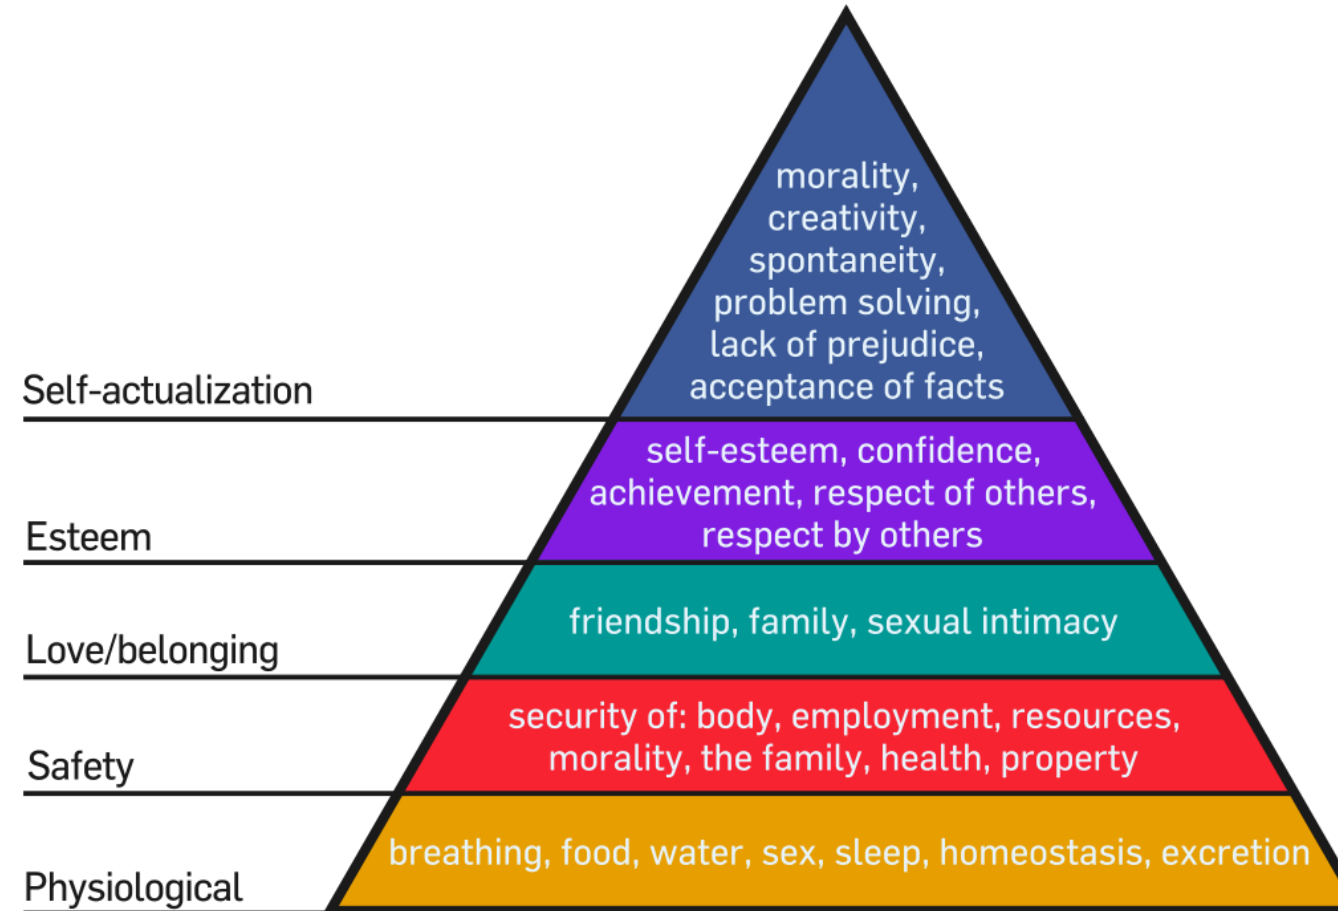 morality,
creativity,
spontaneity,
problem solving,
lack of prejudice,
acceptance of facts
Self-actualization
self-esteem, confidence,
achievement, respect of others,
respect by others
Esteem
friendship, family, sexual intimacy
Love/belonging
security of: body, employment, resources,
morality, the family, health, property
Safety
breathing, food, water, sex, sleep, homeostasis, excretion
Physiological